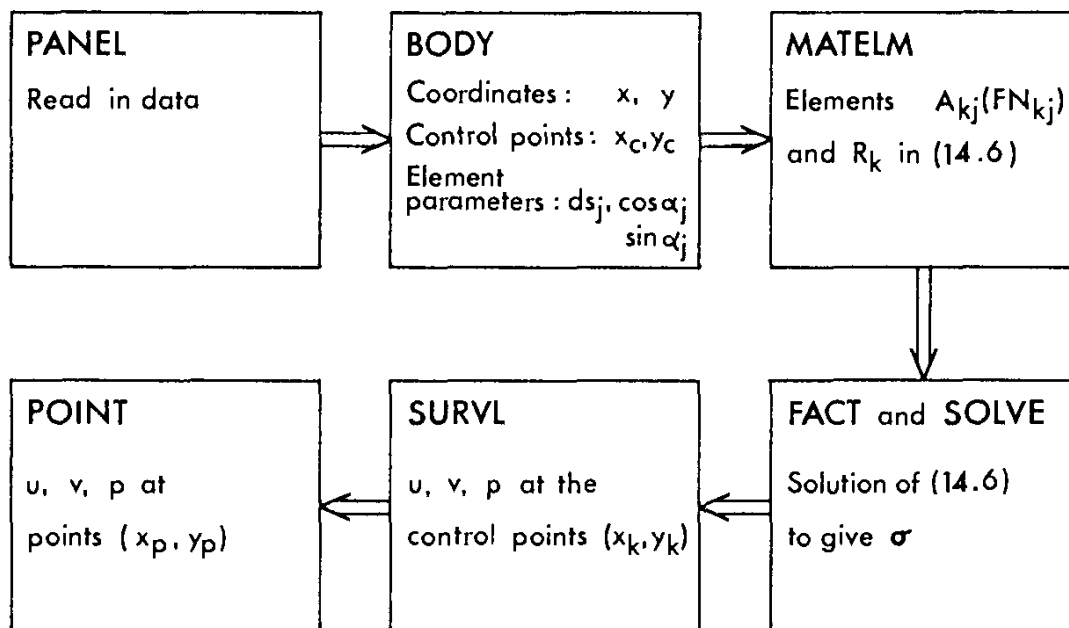 PANEL
Read in data
BODY
Coordinates : x, y
Control points : x_c, y_c
Element
parameters : ds_j, cos α_j
sin α_j
MATELM
Elements A_kj(FN_kj)
and R_k in (14.6)
POINT
u, v, p at
points (x_p, y_p)
SURVL
u, v, p at the
control points (x_k, y_k)
FACT and SOLVE
Solution of (14.6)
to give σ